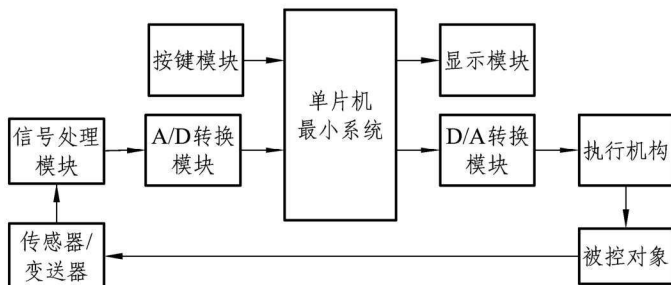 按键模块
显示模块
单片机
最小系统
信号处理
模块
A/D转换
模块
D/A转换
模块
执行机构
传感器/
变送器
被控对象